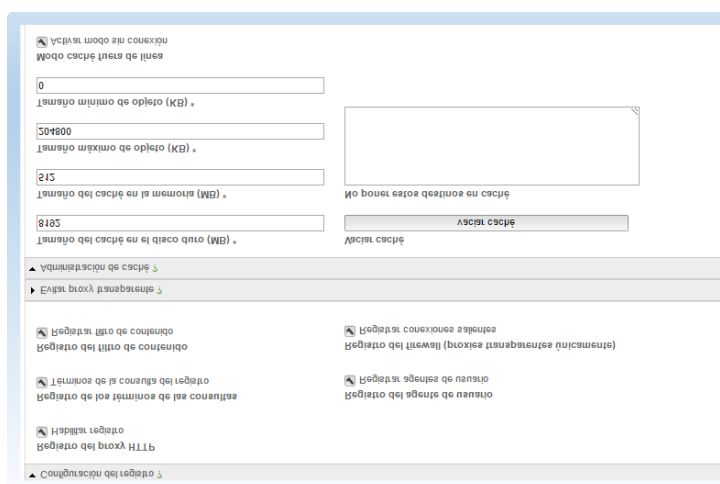 Configuración del registro ?
Registro del proxy HTTP
Habilitar registro
Registro de los términos de las consultas
Términos de la consulta del registro
Registro del agente de usuario
Registrar agentes de usuario
Registro del filtro de contenido
Registrar filtro de contenido
Registro del firewall (proxies transparentes únicamente)
Registrar conexiones salientes
Evitar proxy transparente ?
Administración de caché ?
Tamaño del caché en el disco duro (MB) *
8192
Vaciar caché
vaciar caché
Tamaño del caché en la memoria (MB) *
512
No poner estos destinos en caché
Tamaño máximo de objeto (KB) *
204800
Tamaño mínimo de objeto (KB) *
0
Modo caché fuera de línea
Activar modo sin conexión